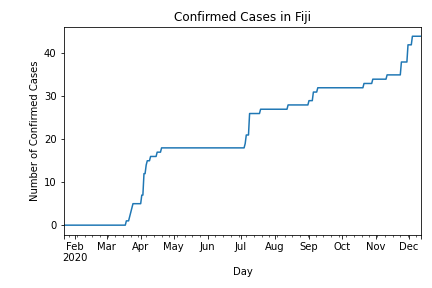 Confirmed Cases in Fiji
Number of Confirmed Cases
40
30
20
10
0
Feb Mar Apr May Jun Jul Aug Sep Oct Nov Dec
2020
Day